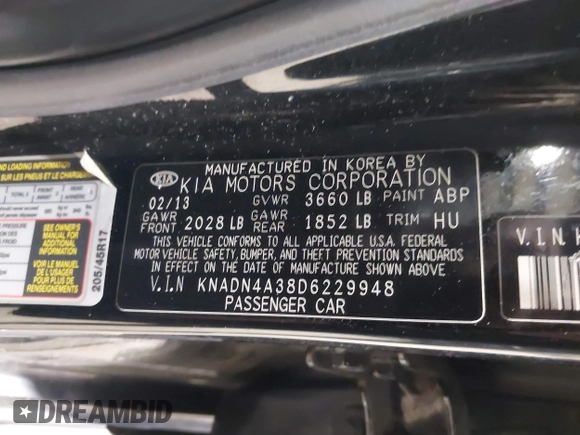 MANUFACTURED IN KOREA BY
KIA KIA MOTORS CORPORATION
02/13 GVWR 3660 LB PAINT ABP
GAWR FRONT 2028 LB GAWR REAR 1852 LB TRIM HU
THIS VEHICLE CONFORMS TO ALL APPLICABLE U.S.A. FEDERAL
MOTOR VEHICLE SAFETY, BUMPER, AND THEFT PREVENTION STANDARDS
IN EFFECT ON THE DATE OF MANUFACTURE SHOWN ABOVE
V.I.N KNADN4A38D6229948
PASSENGER CAR
AND LOADING INFORMATION
SEE OWNER'S
MANUAL FOR
ADDITIONAL
INFORMATION
VOIR LE MANUEL
DE L'USAGER
POUR PLUS DE
RENSEIGNEMENTS
205/45R17
V.I.N.
DREAMBID